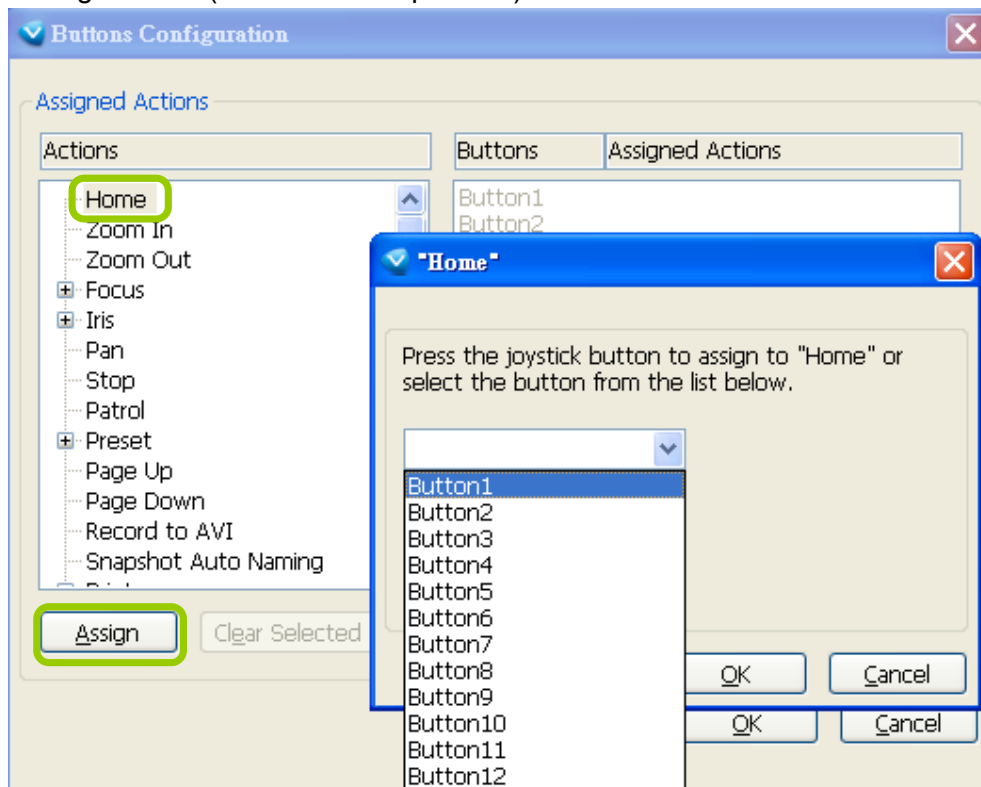 Buttons Configuration
Assigned Actions
Actions
Buttons
Assigned Actions
Home
Zoom In
Zoom Out
Focus
Iris
Pan
Stop
Patrol
Preset
Page Up
Page Down
Record to AVI
Snapshot Auto Naming
Button1
Button2
"Home"
Press the joystick button to assign to "Home" or
select the button from the list below.
Button1
Button2
Button3
Button4
Button5
Button6
Button7
Button8
Button9
Button10
Button11
Button12
OK
Cancel
Assign
Clear Selected
OK
Cancel